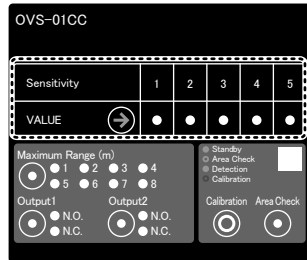 OVS-01CC
Sensitivity 1 2 3 4 5
VALUE
Maximum Range (m)
1 2 3 4
5 6 7 8
Standby
Area Check
Detection
Calibration
Output1 Output2
N.O. N.O.
N.C. N.C.
Calibration Area Check